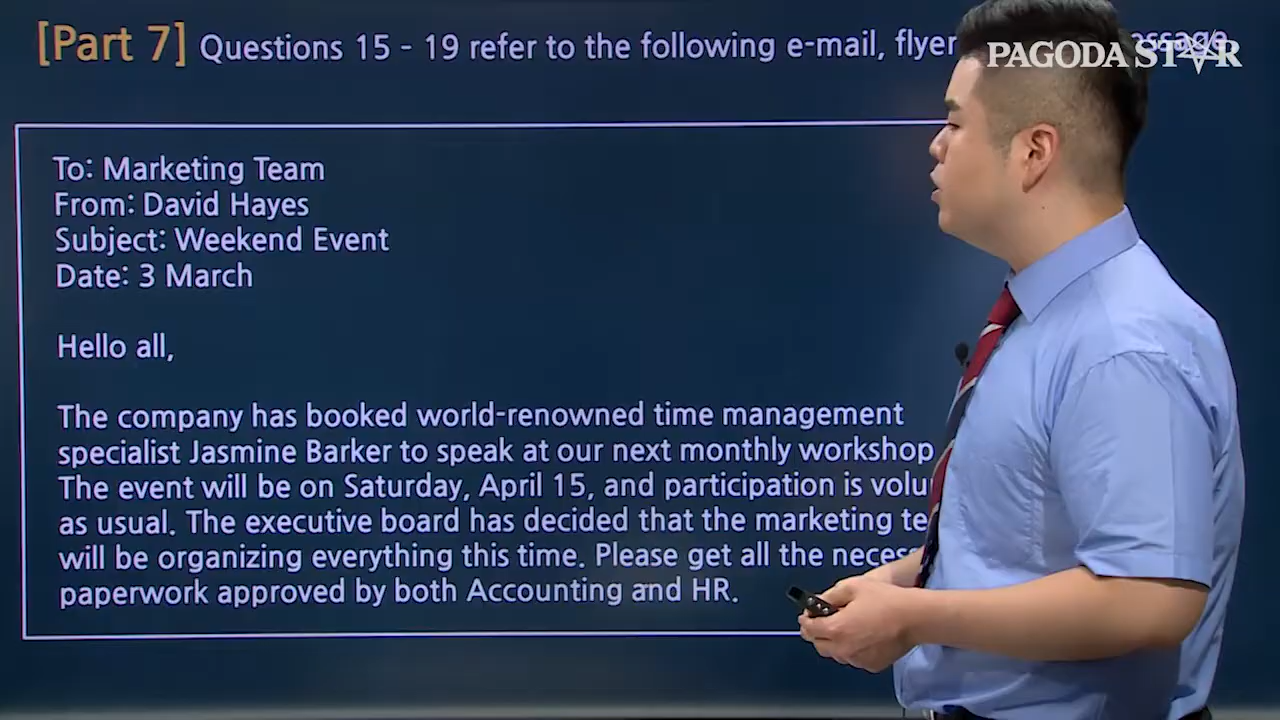 [Part 7] Questions 15 - 19 refer to the following e-mail, flyer
PAGODA STAR
To: Marketing Team
From: David Hayes
Subject: Weekend Event
Date: 3 March
Hello all,
The company has booked world-renowned time management
specialist Jasmine Barker to speak at our next monthly workshop
The event will be on Saturday, April 15, and participation is
as usual. The executive board has decided that the marketing
will be organizing everything this time. Please get all the
paperwork approved by both Accounting and HR.